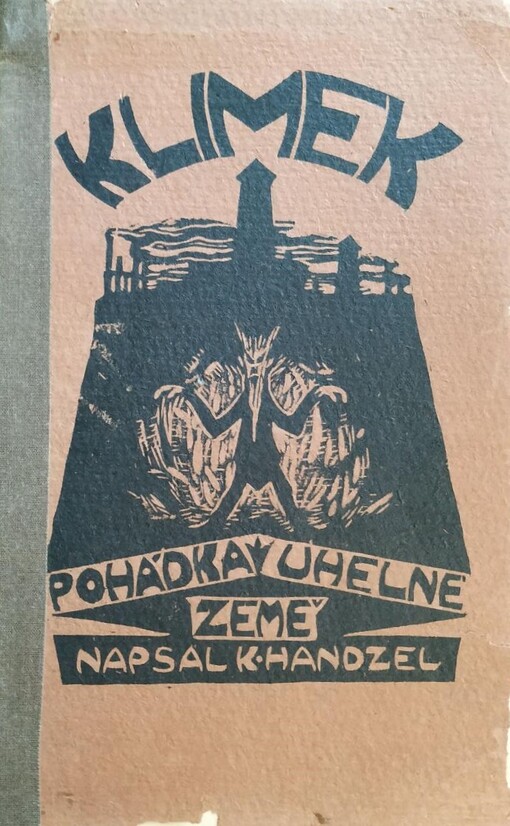 KLIMEK
POHÁDKA UHELNÉ
ZEMĚ
NAPSAL K. HANDZEL